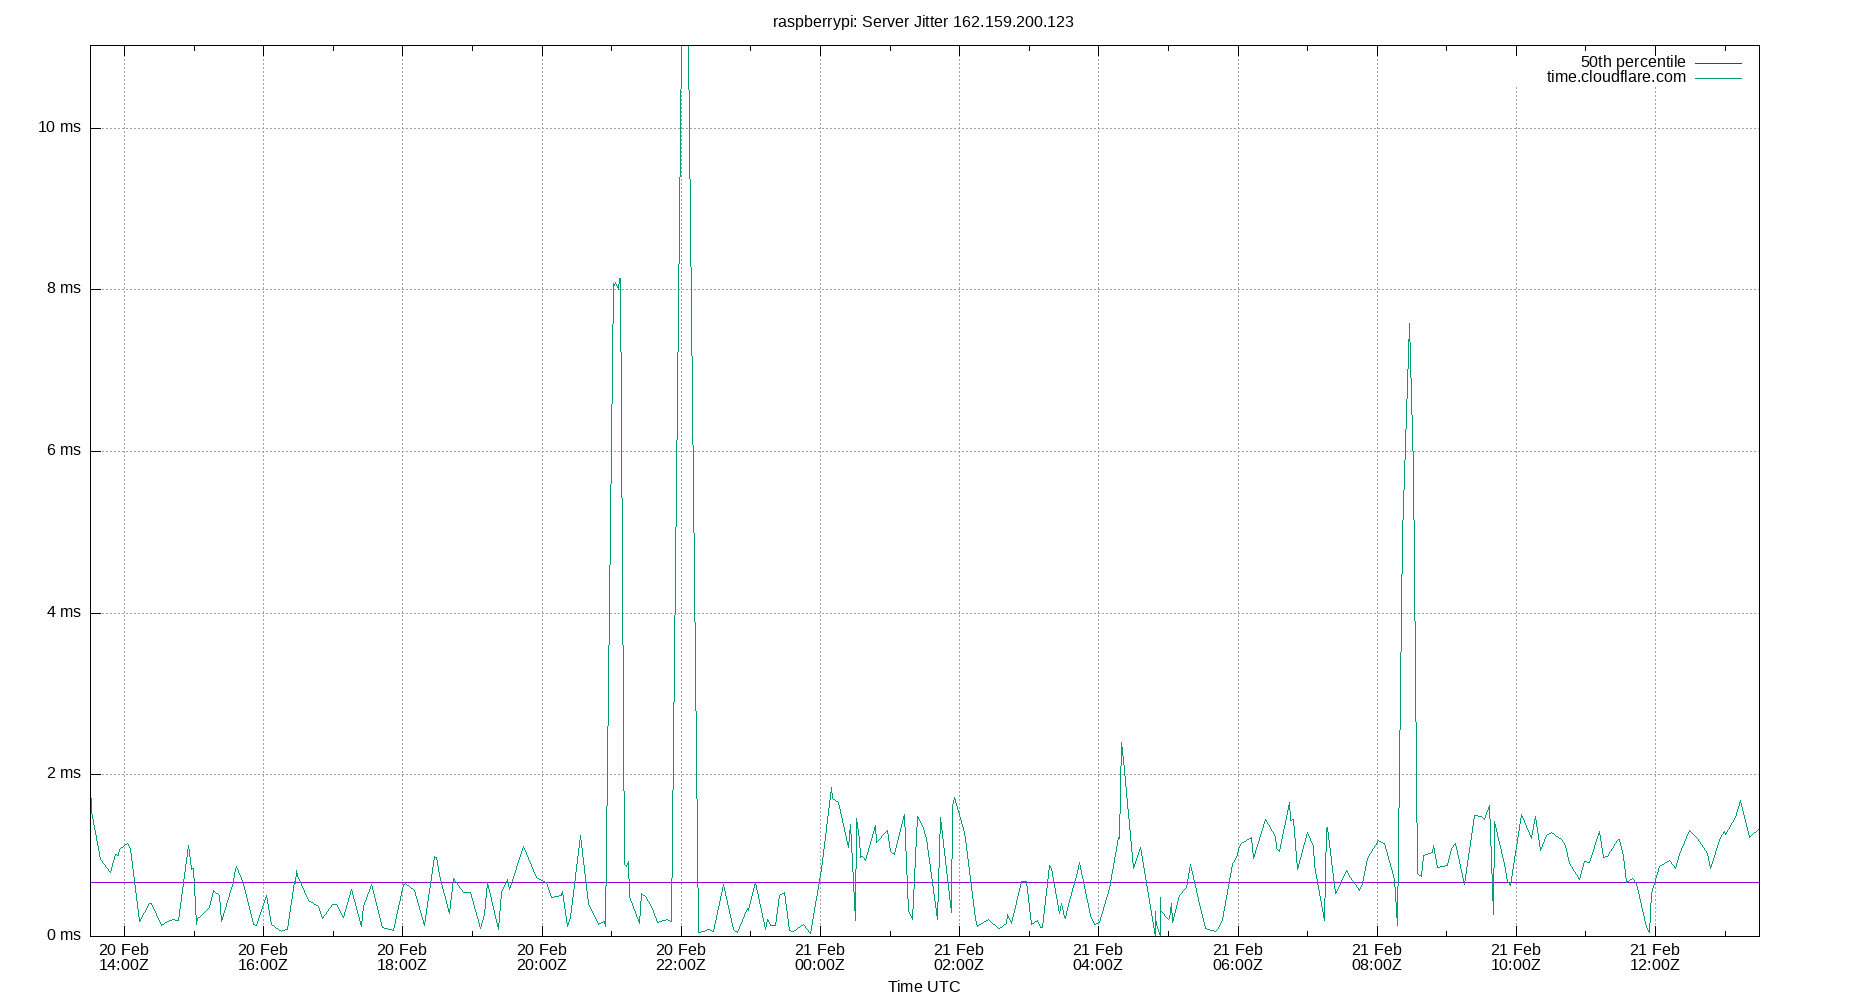 raspberrypi: Server Jitter 162.159.200.123
50th percentile
time.cloudflare.com
10 ms
8 ms
6 ms
4 ms
2 ms
0 ms
20 Feb 20 Feb 20 Feb 20 Feb 20 Feb 21 Feb 21 Feb 21 Feb 21 Feb 21 Feb 21 Feb 21 Feb
14:00Z 16:00Z 18:00Z 20:00Z 22:00Z 00:00Z 02:00Z 04:00Z 06:00Z 08:00Z 10:00Z 12:00Z
Time UTC